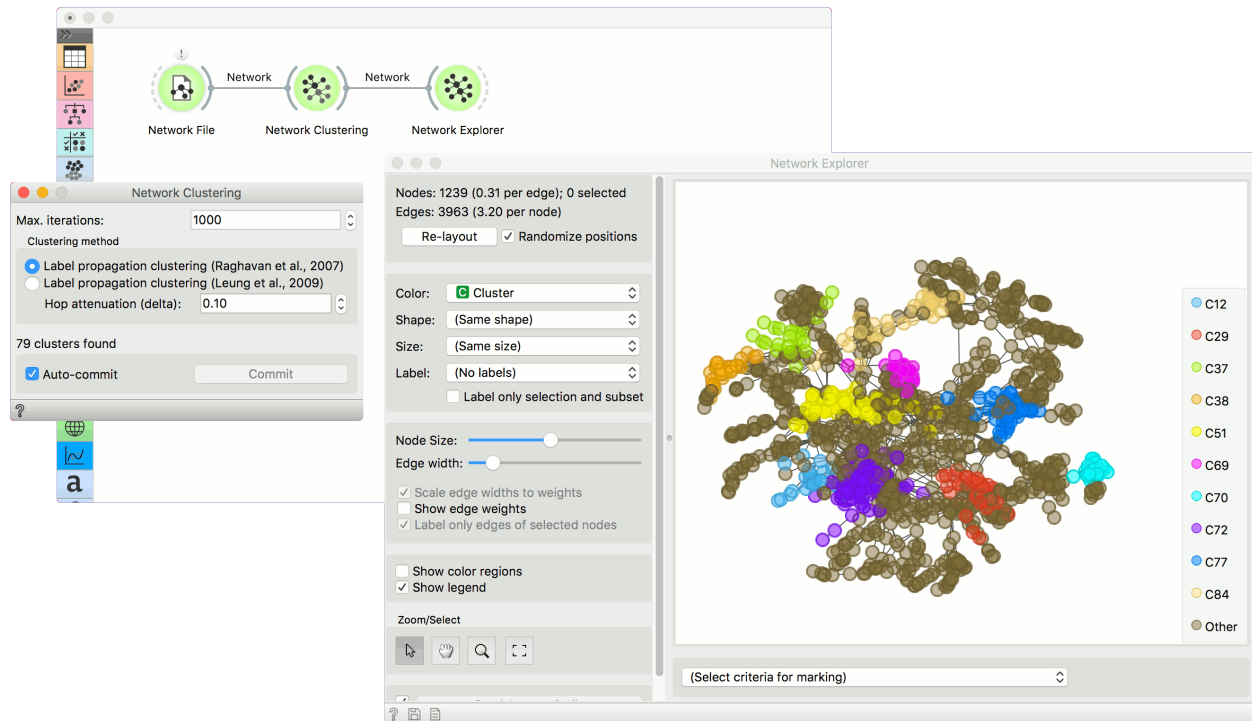 !
Network
Network
Network File
Network Clustering
Network Explorer
a
Network Clustering
Max. iterations:
1000
Clustering method
Label propagation clustering (Raghavan et al., 2007)
Label propagation clustering (Leung et al., 2009)
Hop attenuation (delta):
0.10
79 clusters found
Auto-commit
Commit
?
Network Explorer
Nodes: 1239 (0.31 per edge); 0 selected
Edges: 3963 (3.20 per node)
Re-layout
Randomize positions
Color:
C Cluster
Shape:
(Same shape)
Size:
(Same size)
Label:
(No labels)
Label only selection and subset
Node Size:
Edge width:
Scale edge widths to weights
Show edge weights
Label only edges of selected nodes
Show color regions
Show legend
Zoom/Select
?
C12
C29
C37
C38
C51
C69
C70
C72
C77
C84
Other
(Select criteria for marking)